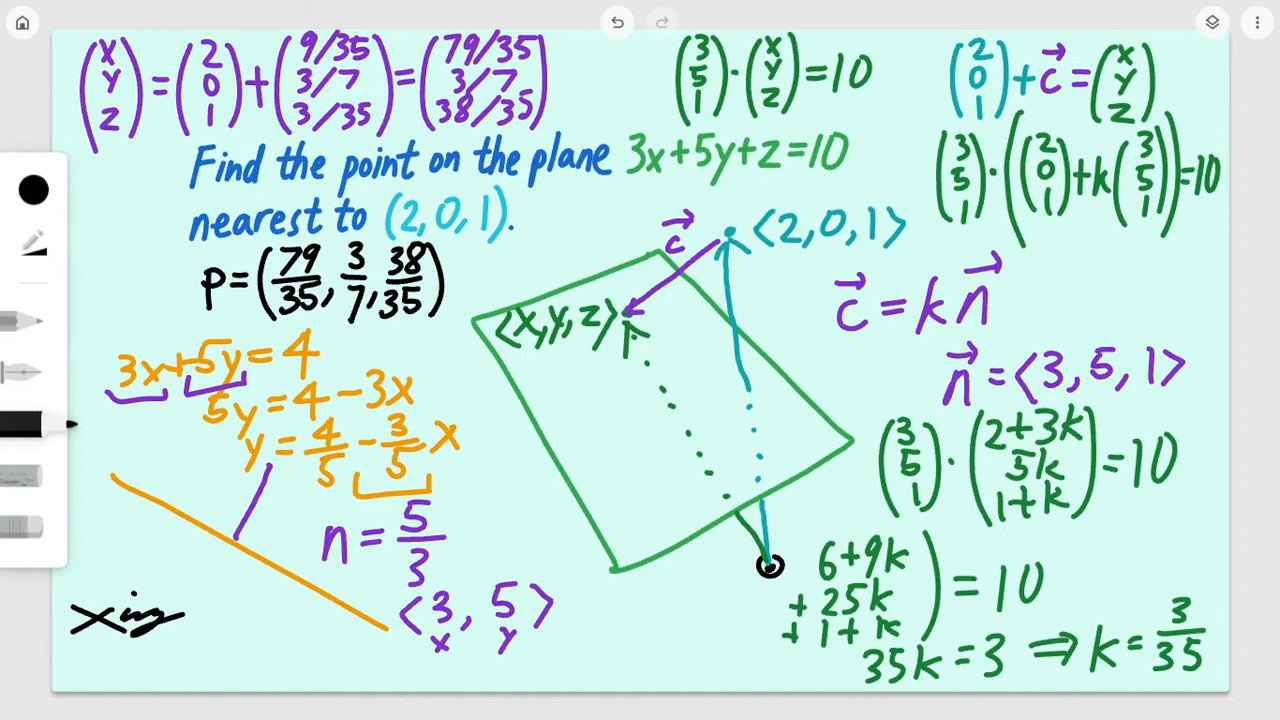 (x y z) = (2 0 1) + (9/35 3/7 3/35) = (79/35 3/7 38/35)
(3 5 1) · (x y z) = 10
(2 0 1) + c⃗ = (x y z)
Find the point on the plane 3x+5y+z=10
nearest to (2,0,1).
(3 5 1) · ((2 0 1) + k(3 5 1)) = 10
P = (79/35, 3/7, 38/35)
c⃗
<2,0,1>
<x,y,z>
c⃗ = k n⃗
n⃗ = <3,5,1>
3x+5y=4
5y=4-3x
y = 4/5 - 3/5 x
n = 5/3
<3, 5>
x y
(3 5 1) · (2+3k 5k 1+k) = 10
6+9k
+ 25k
+ 1+k
) = 10
35k = 3 ⇒ k = 3/35
Xing